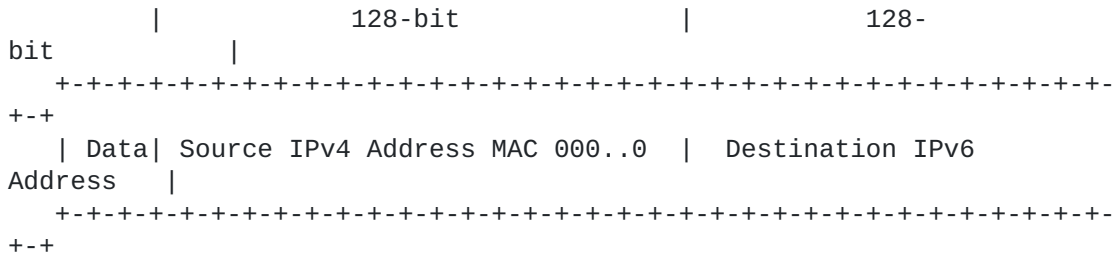 |            128-bit              |           128-
bit           |
+-+-+-+-+-+-+-+-+-+-+-+-+-+-+-+-+-+-+-+-+-+-+-+-+-+-+-+-+-+-+-+-+-+-
+-+
| Data| Source IPv4 Address MAC 000..0  |  Destination IPv6
Address   |
+-+-+-+-+-+-+-+-+-+-+-+-+-+-+-+-+-+-+-+-+-+-+-+-+-+-+-+-+-+-+-+-+-+-
+-+